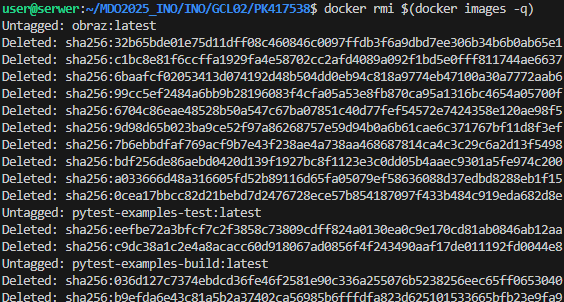 user@serwer:~/MDO2025_INO/INO/GCL02/PK417538$ docker rmi $(docker images -q)
Untagged: obraz:latest
Deleted: sha256:32b65bde01e75d11dff08c460846c0097ffdb3f6a9dbd7ee306b34b6b0ab65e1
Deleted: sha256:c1bc8e81f6ccffa1929fa4e58702cc2afd4089a092f1bd5e0fff811744ae6637
Deleted: sha256:6baafcf02053413d074192d48b504dd0eb94c818a9774eb47100a30a7772aab6
Deleted: sha256:99cc5ef2484a6bb9b28196083f4cfa05a53e8fb870ca95a1316bc4654a05700f
Deleted: sha256:6704c86eae48528b50a547c67ba07851c40d77fef54572e7424358e120ae98f5
Deleted: sha256:9d98d65b023ba9ce52f97a86268757e59d94b0a6b61cae6c371767bf11d8f3ef
Deleted: sha256:7b6ebbdfaf769acf9b7e43f238ae4a738aa468687814ca4c3c29c6a2d13f5498
Deleted: sha256:bdf256de86aebd0420d139f1927bc8f1123e3c0dd05b4aaec9301a5fe974c200
Deleted: sha256:a033666d48a316605fd52b89116d65fa05079ef58636088d37edbd8288eb1f15
Deleted: sha256:0cea17bbcc82d21bebd7d2476728ece57b854187097f433b484c919eda682d8e
Untagged: pytest-examples-test:latest
Deleted: sha256:eefbe72a3bfcf7c2f3858c73809cdff824a0130ea0c9e170cd81ab0846ab12aa
Deleted: sha256:c9dc38a1c2e4a8acacc60d918067ad0856f4f243490aaf17de011192fd0044e8
Untagged: pytest-examples-build:latest
Deleted: sha256:036d127c7374ebdcd36fe46f2581e90c336a255076b5238256eec65ff0653040
Deleted: sha256:b9efda6e43c81a5b2a37402ca56985b6fffdfa823d625101533665bfb23e9fa9